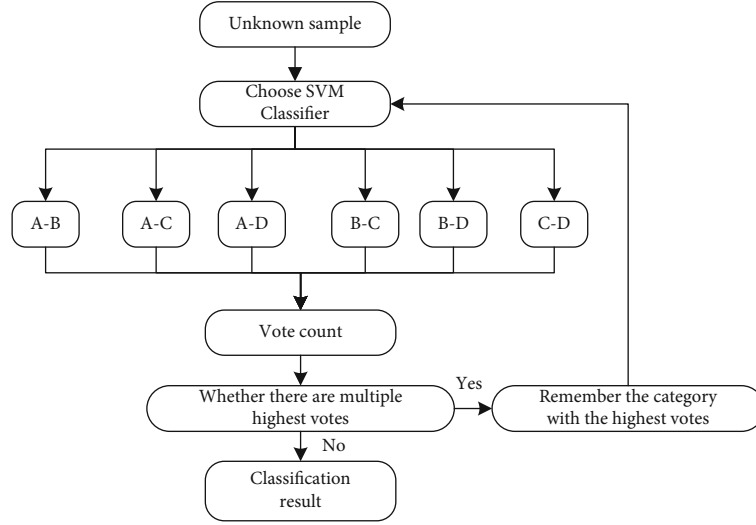 Unknown sample
Choose SVM
Classifier
A-B
A-C
A-D
B-C
B-D
C-D
Vote count
Whether there are multiple
highest votes
Yes
Remember the category
with the highest votes
No
Classification
result